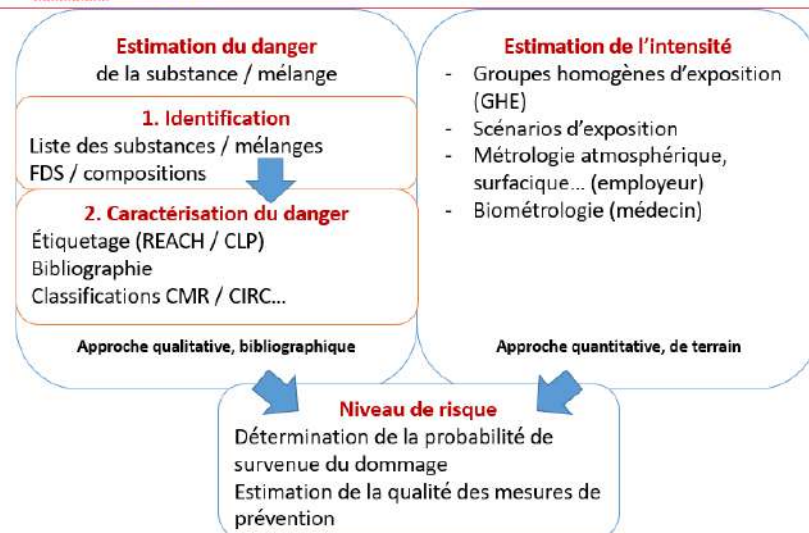 Estimation du danger
de la substance / mélange
1. Identification
Liste des substances / mélanges
FDS / compositions
2. Caractérisation du danger
Étiquetage (REACH / CLP)
Bibliographie
Classifications CMR / CIRC...
Approche qualitative, bibliographique
Estimation de l'intensité
- Groupes homogènes d'exposition
(GHE)
- Scénarios d'exposition
- Métrologie atmosphérique,
surfacique... (employeur)
- Biométrologie (médecin)
Approche quantitative, de terrain
Niveau de risque
Détermination de la probabilité de
survenue du dommage
Estimation de la qualité des mesures de
prévention